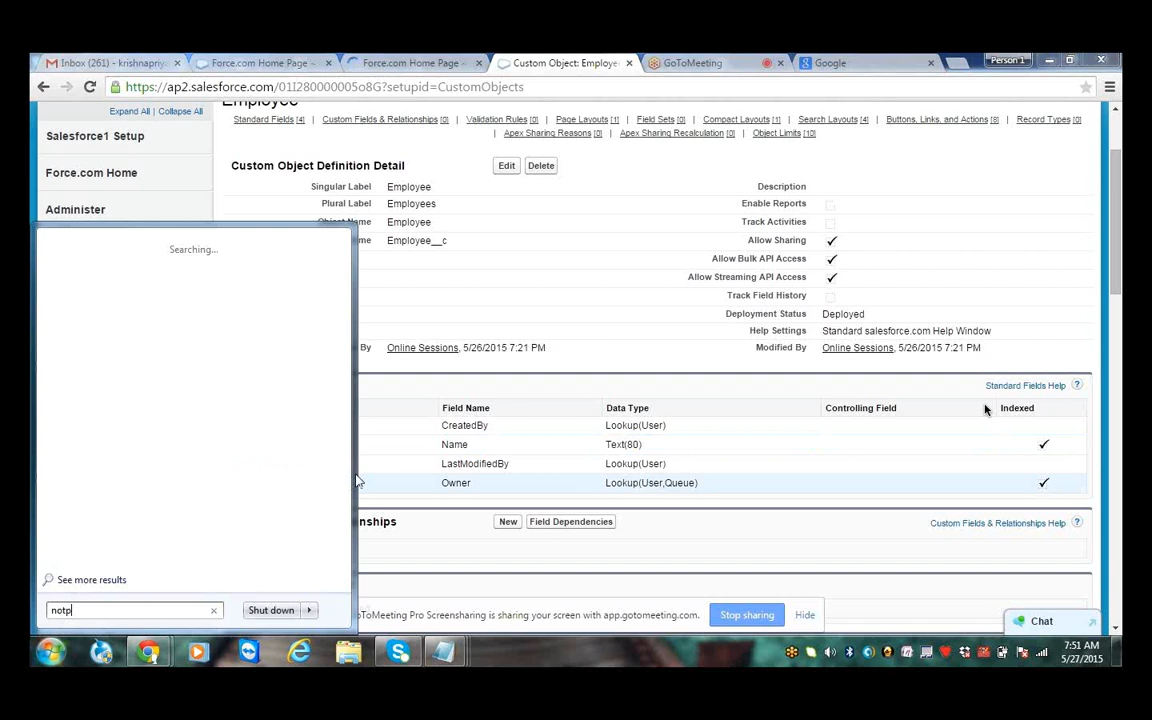 Inbox (261) - krishnapriy
Force.com Home Page ~
Force.com Home Page ~
Custom Object: Employe
GoToMeeting
Google
Person 1
https://ap2.salesforce.com/01I280000005o8G?setupid=CustomObjects
Employee
Expand All | Collapse All
Salesforce1 Setup
Force.com Home
Administer
Standard Fields [4] | Custom Fields & Relationships [0] | Validation Rules [0] | Page Layouts [1] | Field Sets [0] | Compact Layouts [1] | Search Layouts [4] | Buttons, Links, and Actions [8] | Record Types [0]
Apex Sharing Reasons [0] | Apex Sharing Recalculation [0] | Object Limits [10]
Custom Object Definition Detail Edit Delete
Singular Label Employee Description
Plural Label Employees Enable Reports
Object Name Employee Track Activities
me Employee__c Allow Sharing
Allow Bulk API Access
Allow Streaming API Access
Track Field History
Deployment Status Deployed
Help Settings Standard salesforce.com Help Window
By Online Sessions, 5/26/2015 7:21 PM Modified By Online Sessions, 5/26/2015 7:21 PM
Standard Fields Help ?
Field Name Data Type Controlling Field Indexed
CreatedBy Lookup(User)
Name Text(80)
LastModifiedBy Lookup(User)
Owner Lookup(User,Queue)
nships New Field Dependencies Custom Fields & Relationships Help ?
Searching...
See more results
notp
Shut down
oToMeeting Pro Screensharing is sharing your screen with app.gotomeeting.com. Stop sharing Hide
Chat
7:51 AM
5/27/2015